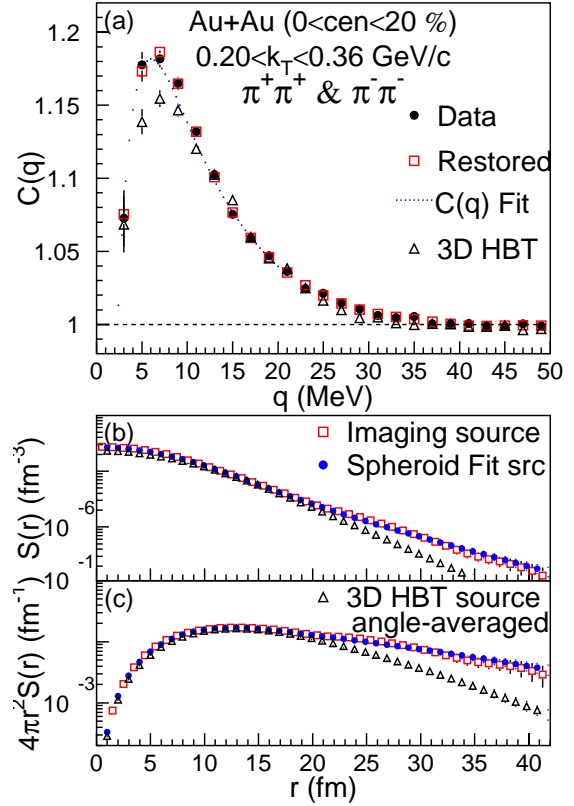 (a) Au+Au (0<cen<20 %)
0.20<k_T<0.36 GeV/c
π⁺π⁺ & π⁻π⁻
Data
Restored
C(q) Fit
3D HBT
C(q)
1.2
1.15
1.1
1.05
1
0 5 10 15 20 25 30 35 40 45 50
q (MeV)
(b)
Imaging source
Spheroid Fit src
S(r) (fm⁻³)
10⁻⁶
10⁻¹
(c)
3D HBT source
angle-averaged
4πr²S(r) (fm⁻¹)
10⁻³
0 5 10 15 20 25 30 35 40
r (fm)